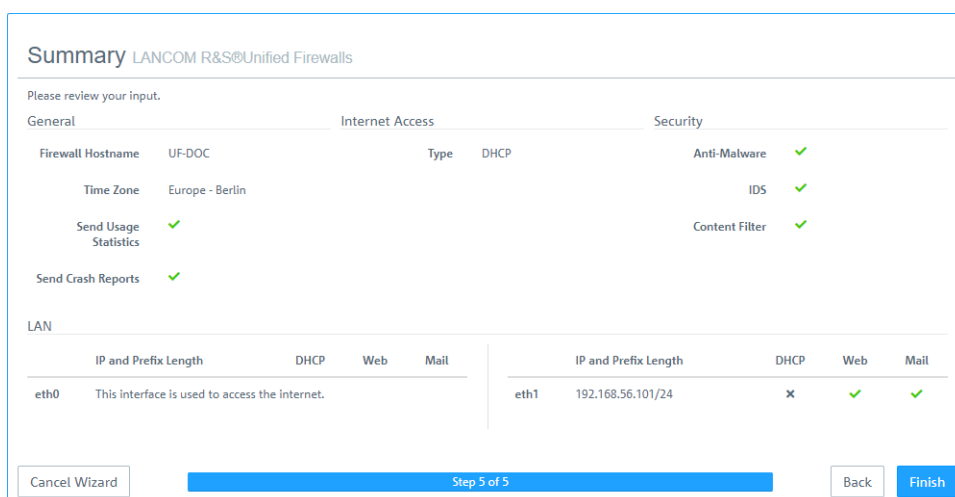 Summary LANCOM R&S®Unified Firewalls
Please review your input.
General Internet Access Security
Firewall Hostname UF-DOC Type DHCP Anti-Malware
Time Zone Europe - Berlin IDS
Send Usage Statistics Content Filter
Send Crash Reports
LAN
IP and Prefix Length DHCP Web Mail IP and Prefix Length DHCP Web Mail
eth0 This interface is used to access the internet. eth1 192.168.56.101/24
Cancel Wizard Step 5 of 5 Back Finish